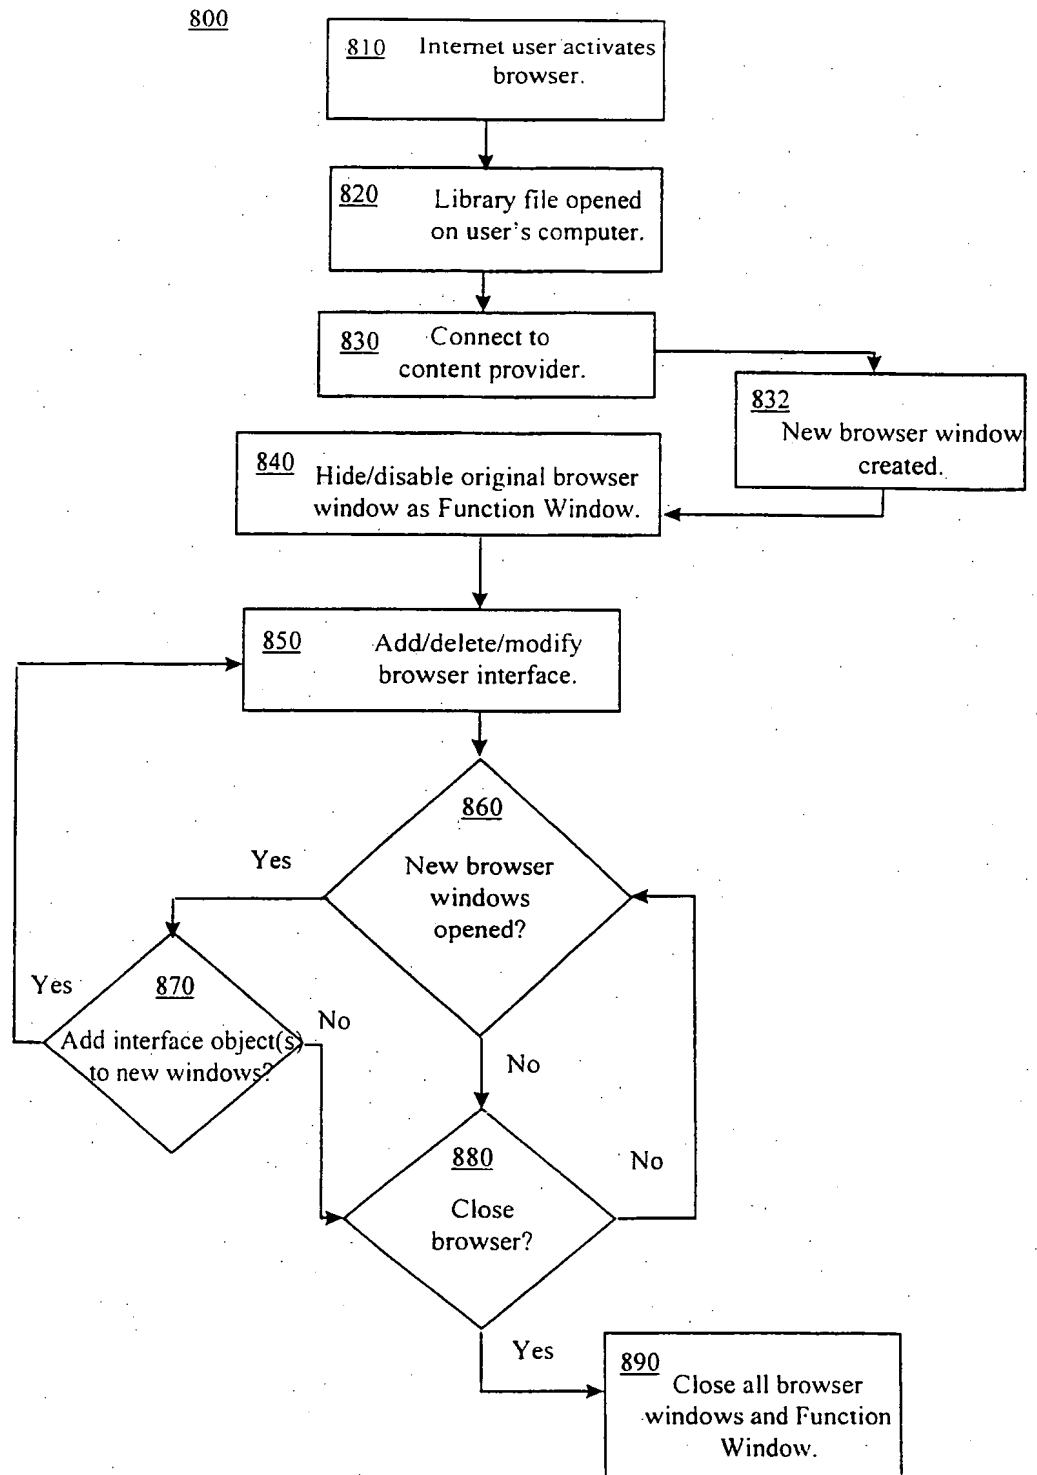 800
810 Internet user activates
browser.
820 Library file opened
on user's computer.
830 Connect to
content provider.
832
New browser window
created.
840 Hide/disable original browser
window as Function Window.
850 Add/delete/modify
browser interface.
860
New browser
windows
opened?
Yes
No
870
Add interface object(s)
to new windows?
Yes
No
880
Close
browser?
No
Yes
890
Close all browser
windows and Function
Window.